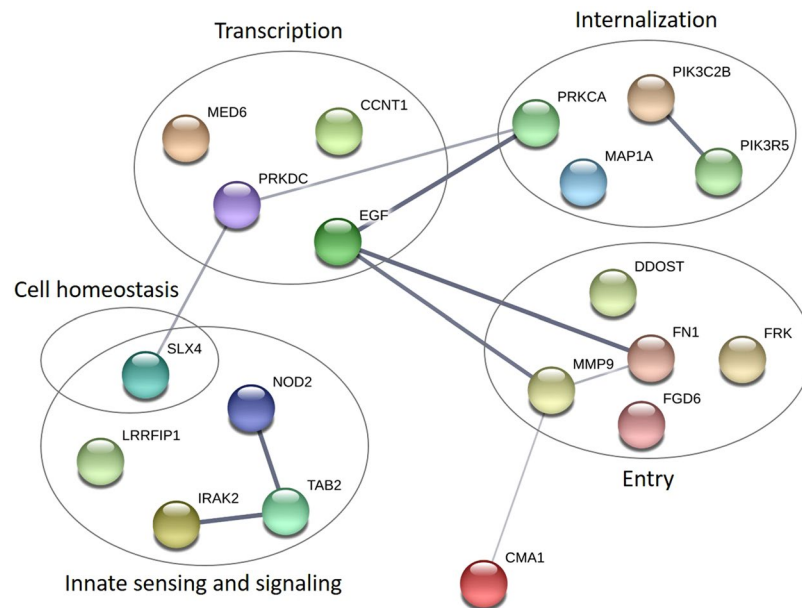 Transcription
Internalization
MED6
CCNT1
PRKDC
EGF
PRKCA
PIK3C2B
MAP1A
PIK3R5
Cell homeostasis
SLX4
NOD2
LRRFIP1
IRAK2
TAB2
Innate sensing and signaling
DDOST
FN1
FRK
MMP9
FGD6
Entry
CMA1